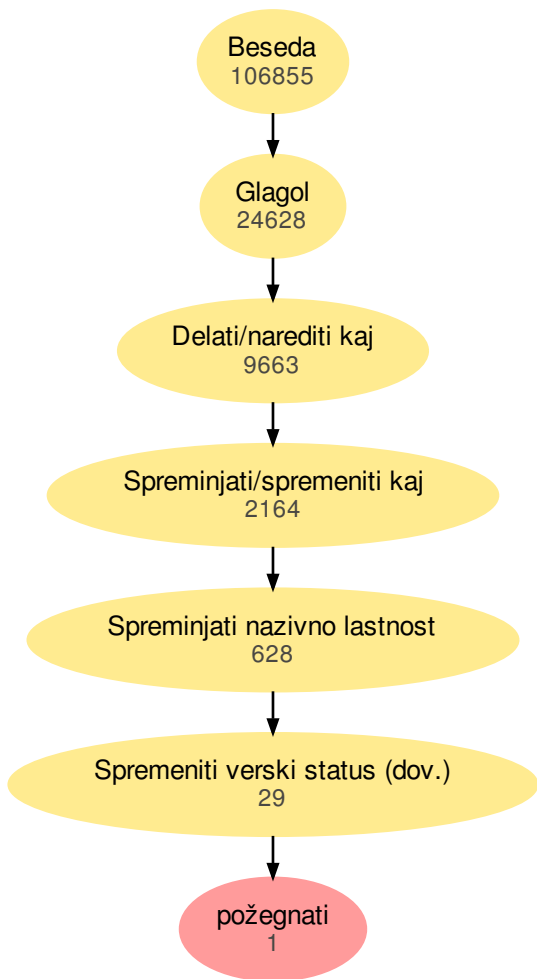 Beseda
106855
Glagol
24628
Delati/narediti kaj
9663
Spreminjati/spremeniti kaj
2164
Spreminjati nazivno lastnost
628
Spremeniti verski status (dov.)
29
požegnati
1